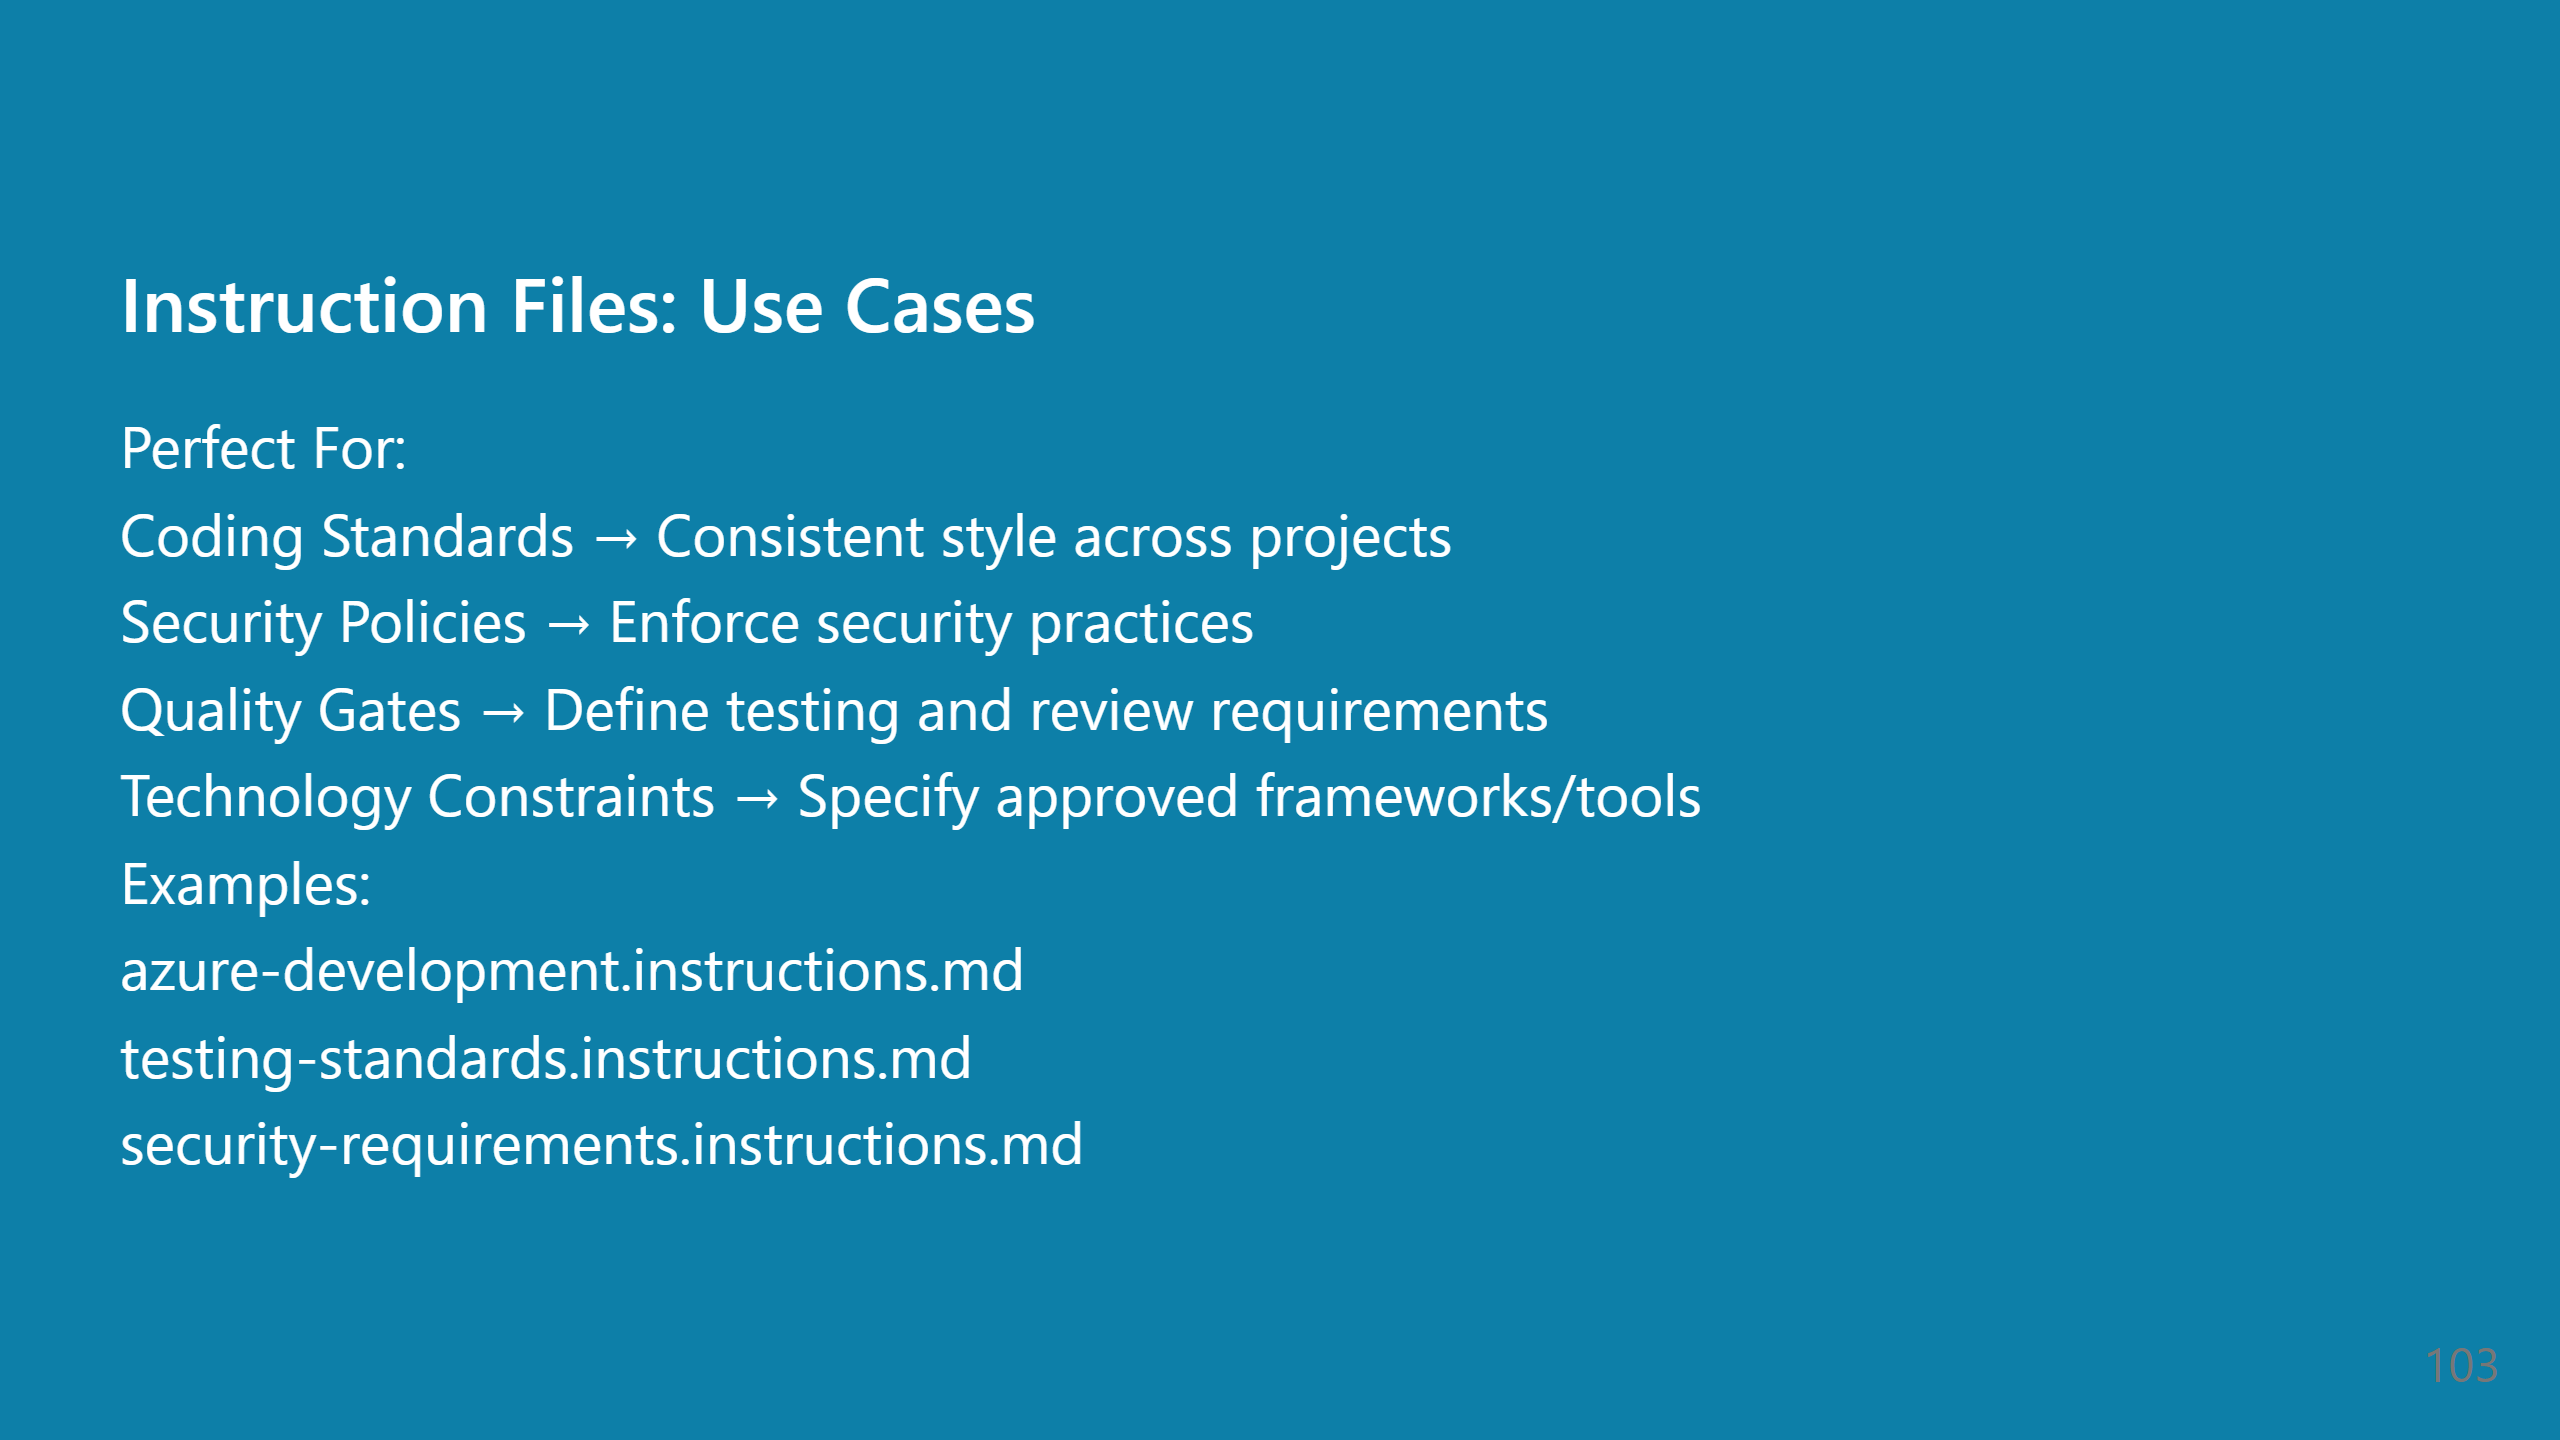 Instruction Files: Use Cases
Perfect For:
Coding Standards → Consistent style across projects
Security Policies → Enforce security practices
Quality Gates → Define testing and review requirements
Technology Constraints → Specify approved frameworks/tools
Examples:
azure-development.instructions.md
testing-standards.instructions.md
security-requirements.instructions.md
103